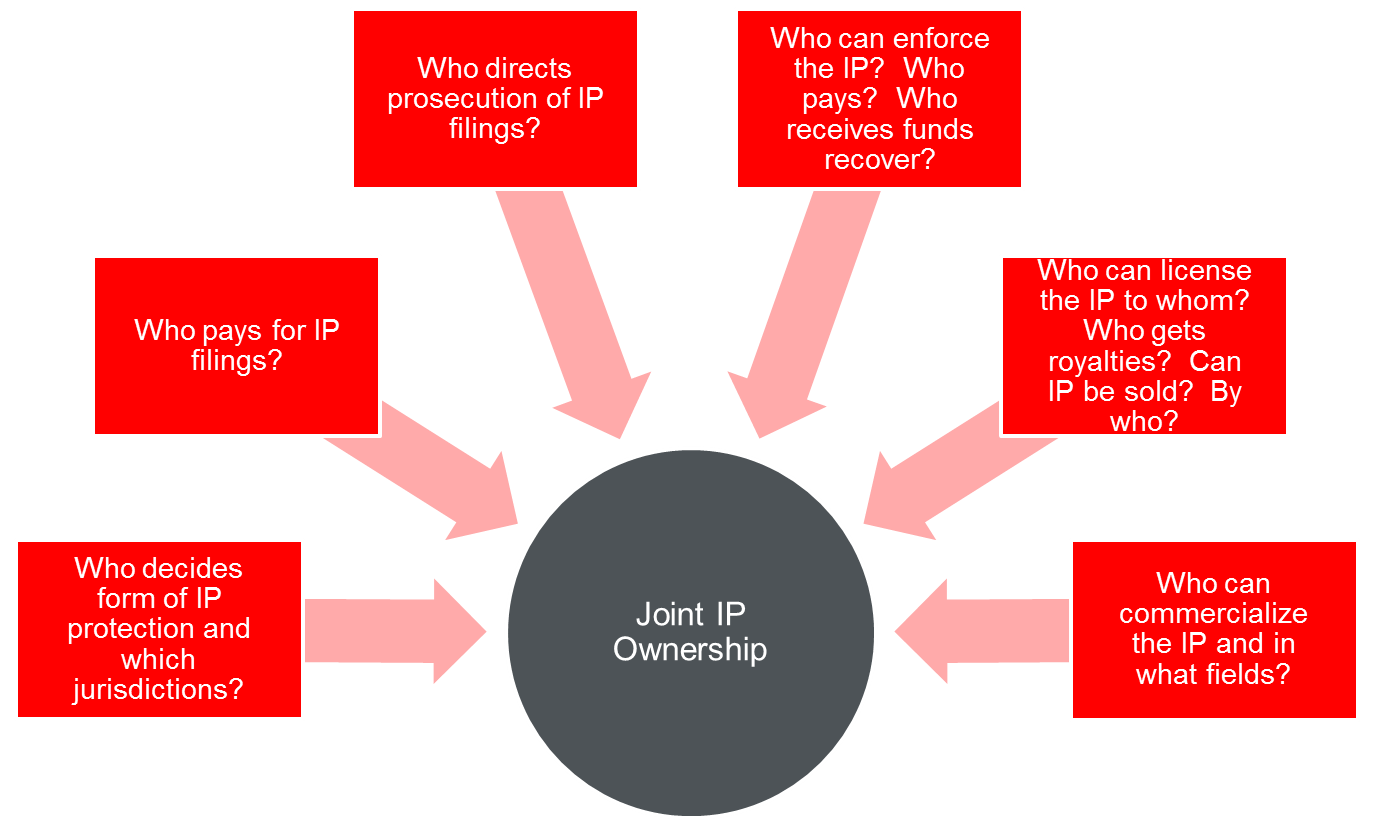 Who directs
prosecution of IP
filings?
Who can enforce
the IP?  Who
pays?  Who
receives funds
recover?
Who pays for IP
filings?
Who can license
the IP to whom?
Who gets
royalties?  Can
IP be sold?  By
who?
Who decides
form of IP
protection and
which
jurisdictions?
Joint IP
Ownership
Who can
commercialize
the IP and in
what fields?